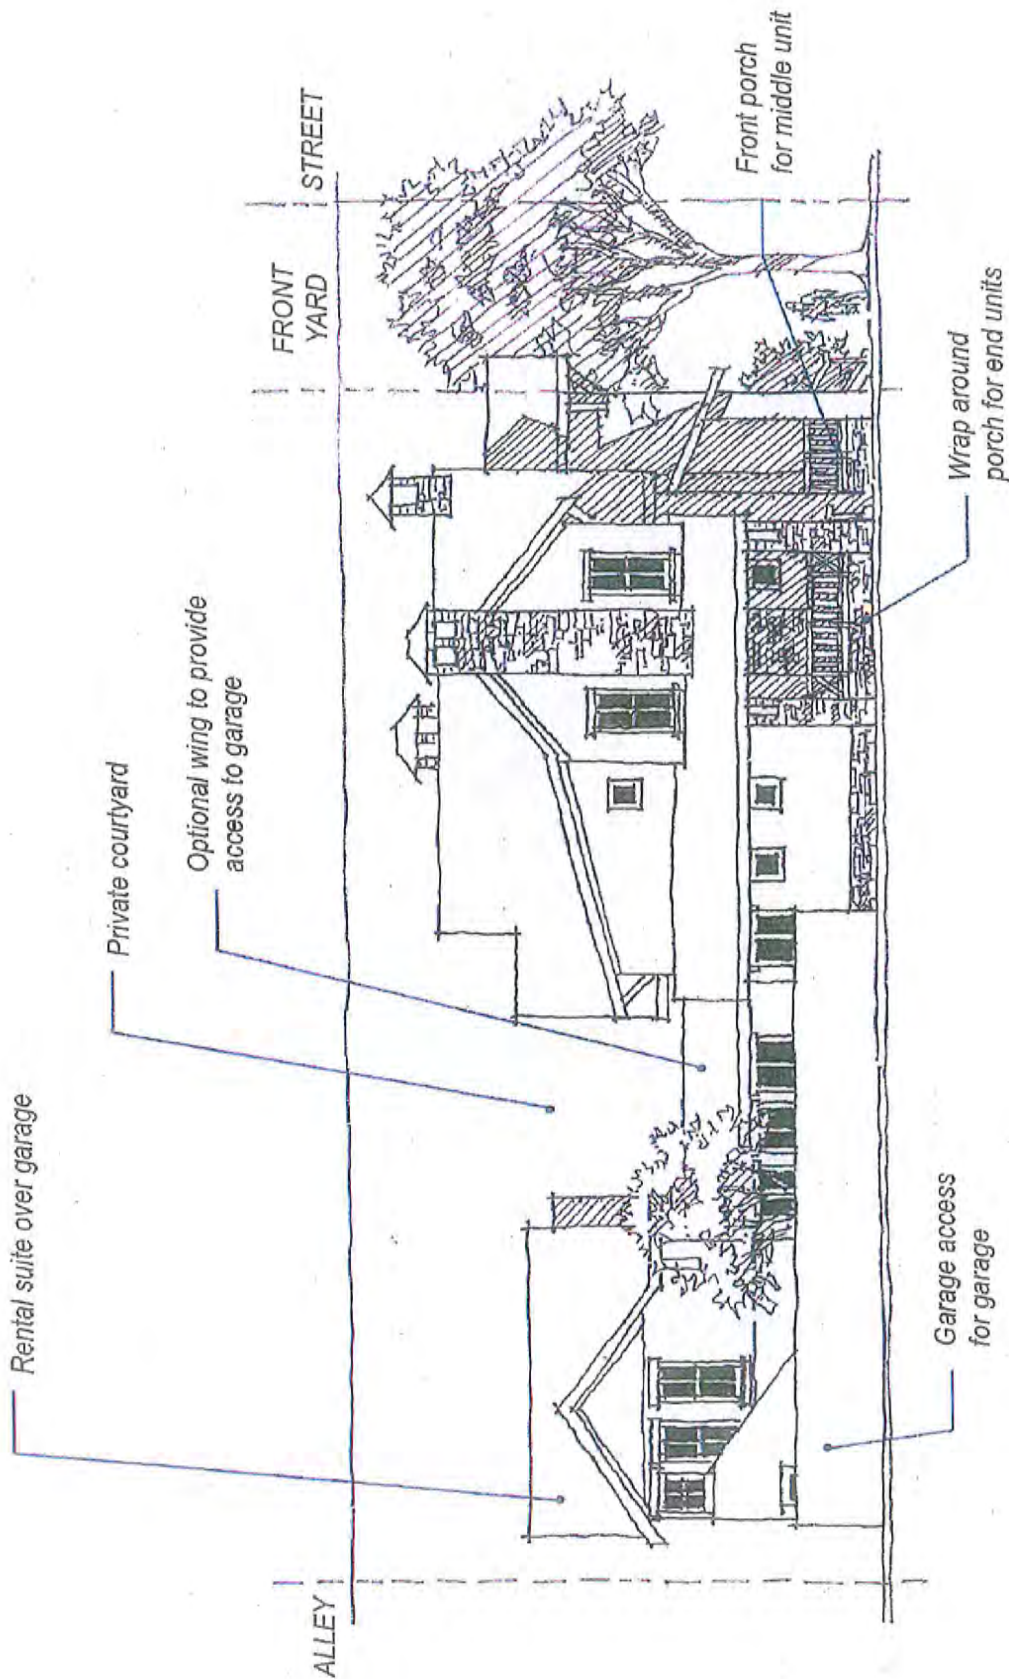 Rental suite over garage
Private courtyard
Optional wing to provide
access to garage
ALLEY
FRONT
YARD
STREET
Garage access
for garage
Wrap around
porch for end units
Front porch
for middle unit